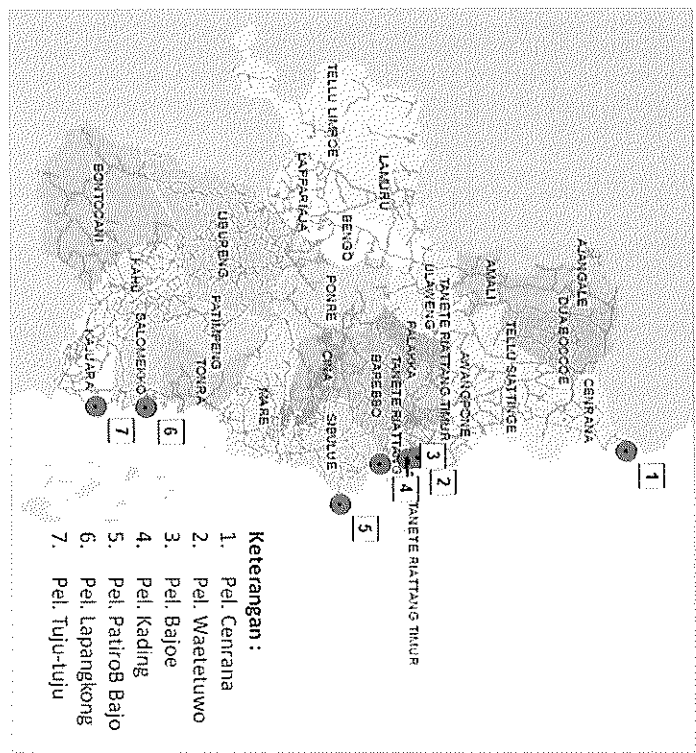 AJANGALE
DUABOCCOE
CENRANA
AMALI
TELLU SIATTINGE
ULAWENG
TANETE RIATTANG TIMUR
AWANGPONE
PALAKKA
TANETE RIATTANG
BAREBBO
TANETE RIATTANG TIMUR
LAMURU
TELLU LIMPOE
LAPPARIAJA
BENGO
PONRE
CINA
SIBULUE
MARE
LIBURENG
PATIMPENG
TONRA
BONTOCANI
KAHU
SALOMEKKO
KAJUARA
1
2
3
4
5
6
7
Keterangan :
1. Pel. Cenrana
2. Pel. Waetetuwo
3. Pel. Bajoe
4. Pel. Kading
5. Pel. PatiroB Bajo
6. Pel. Lapangkong
7. Pel. Tuju-tuju